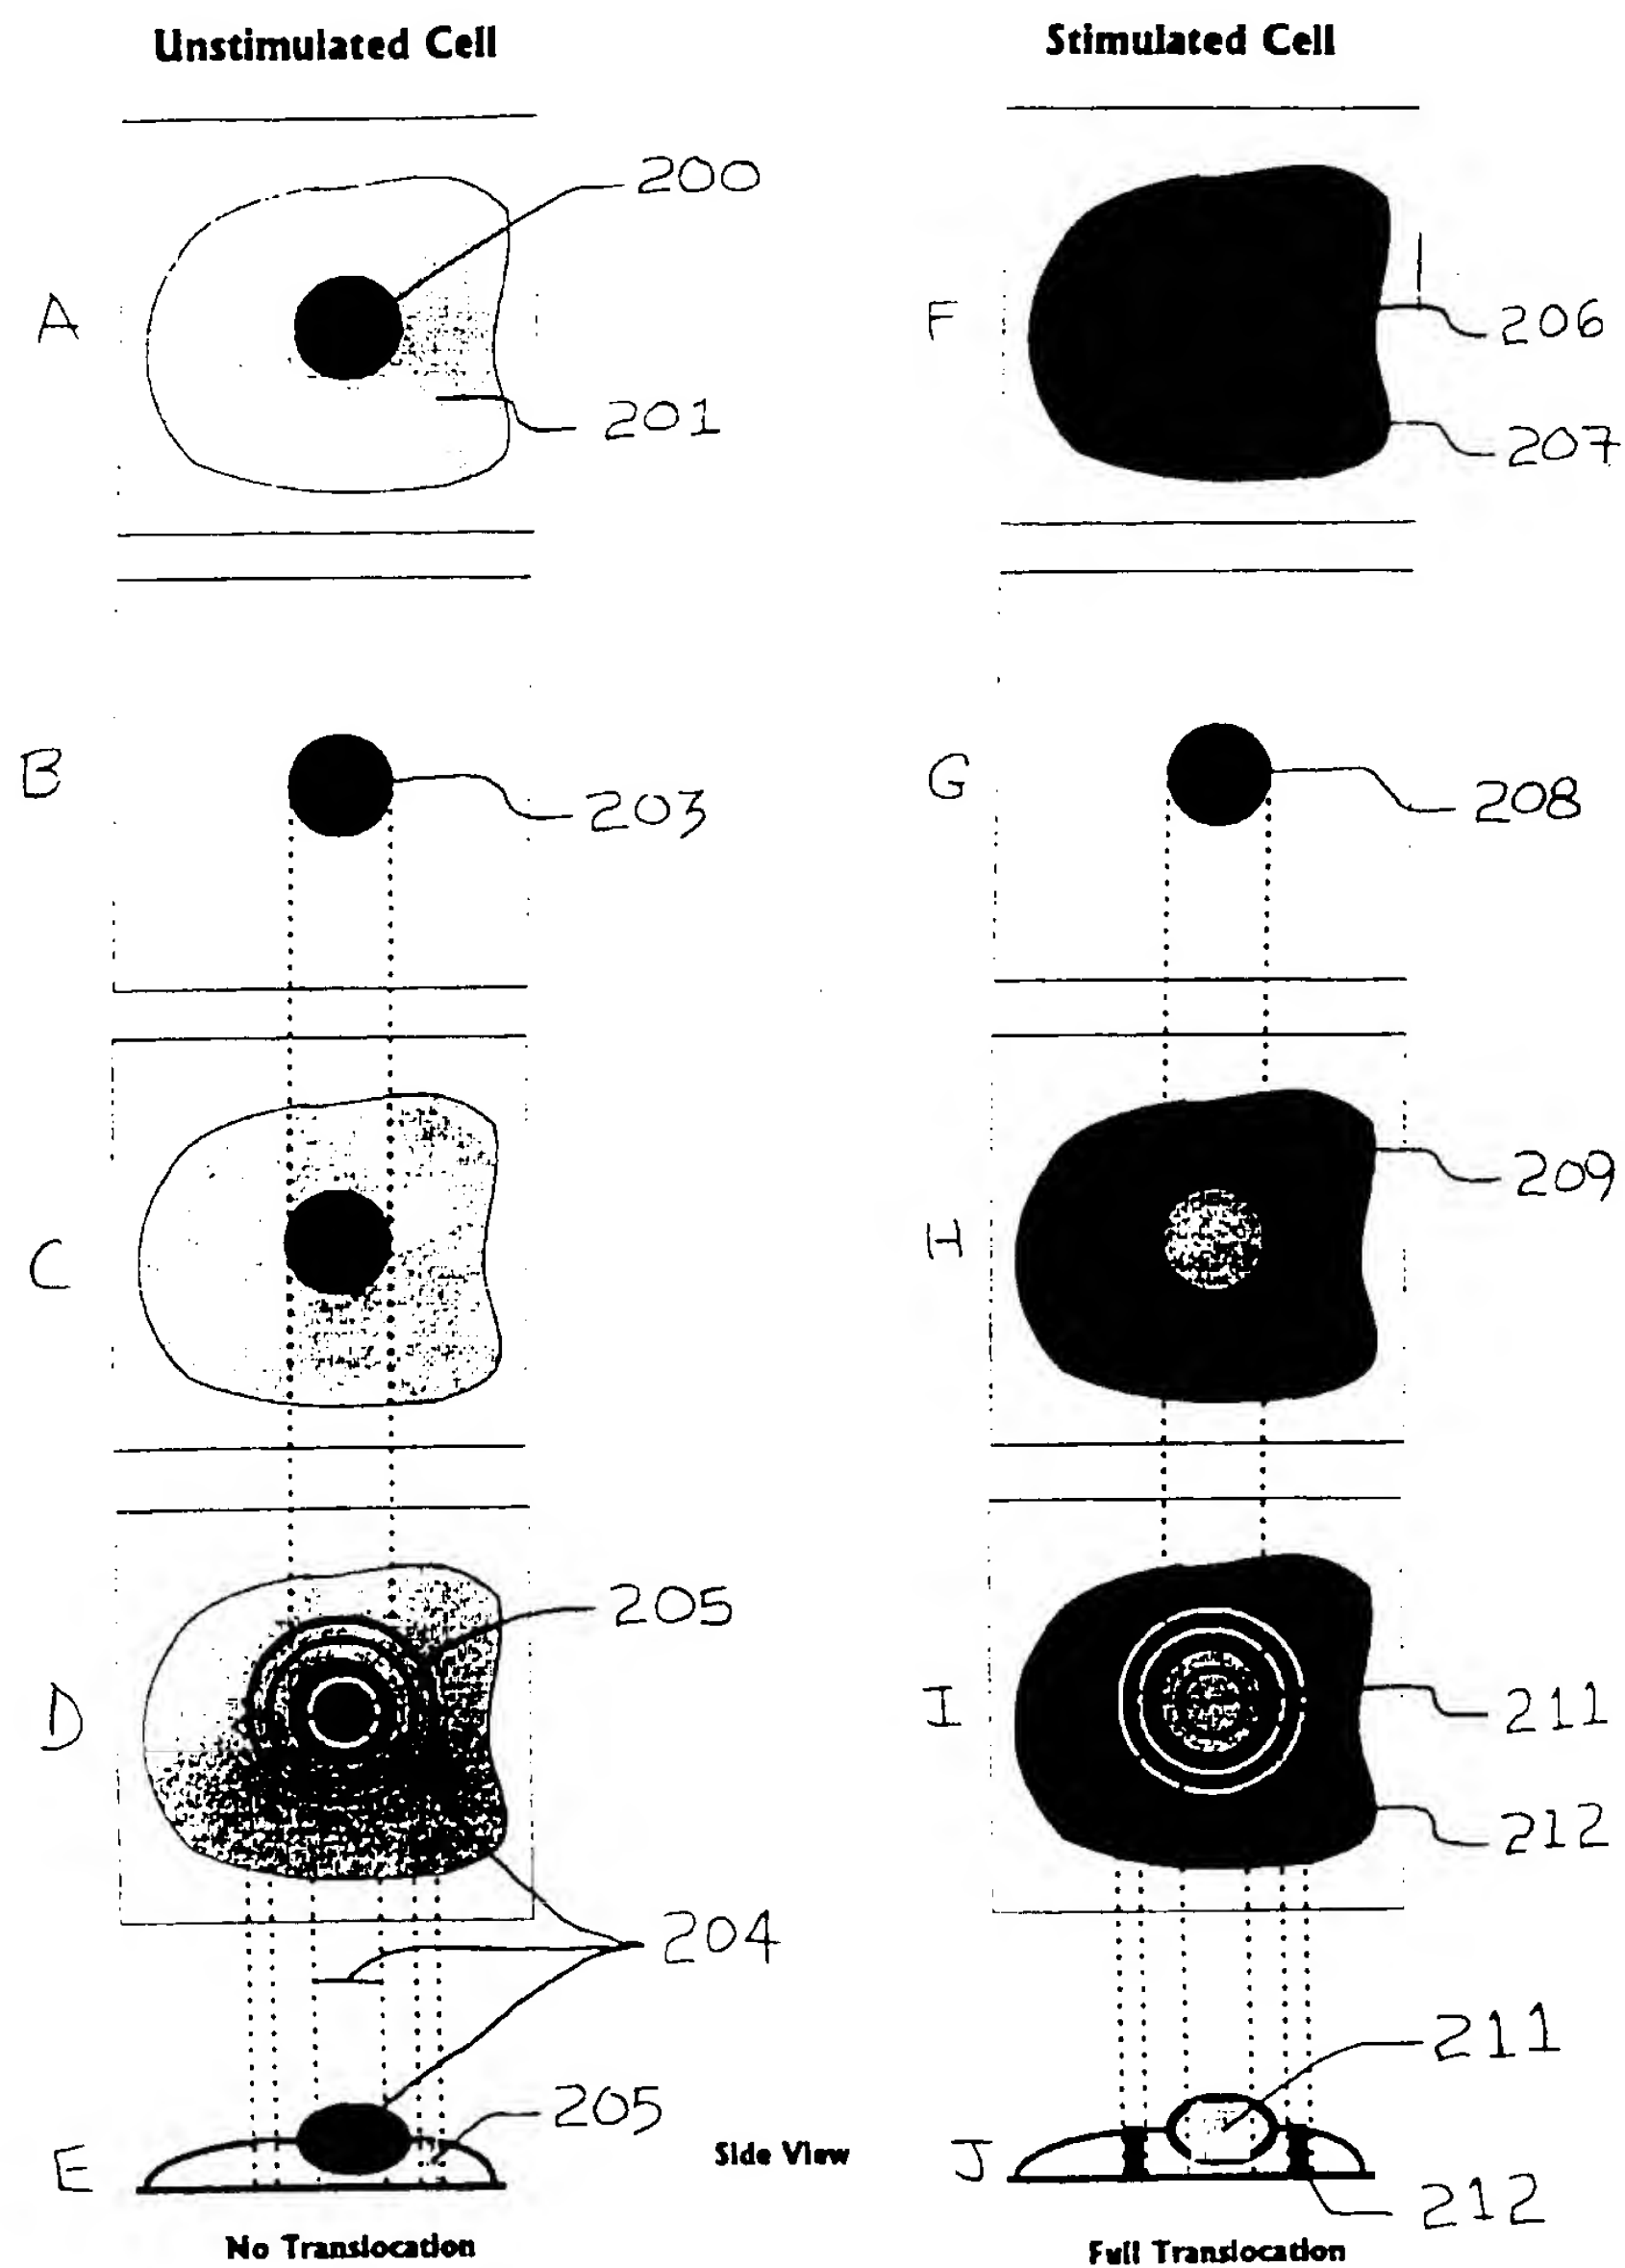 Unstimulated Cell
Stimulated Cell
200
A
F
206
201
207
B
203
G
208
209
C
H
205
D
I
211
212
204
211
205
E
Side View
J
212
No Translocation
Full Translocation